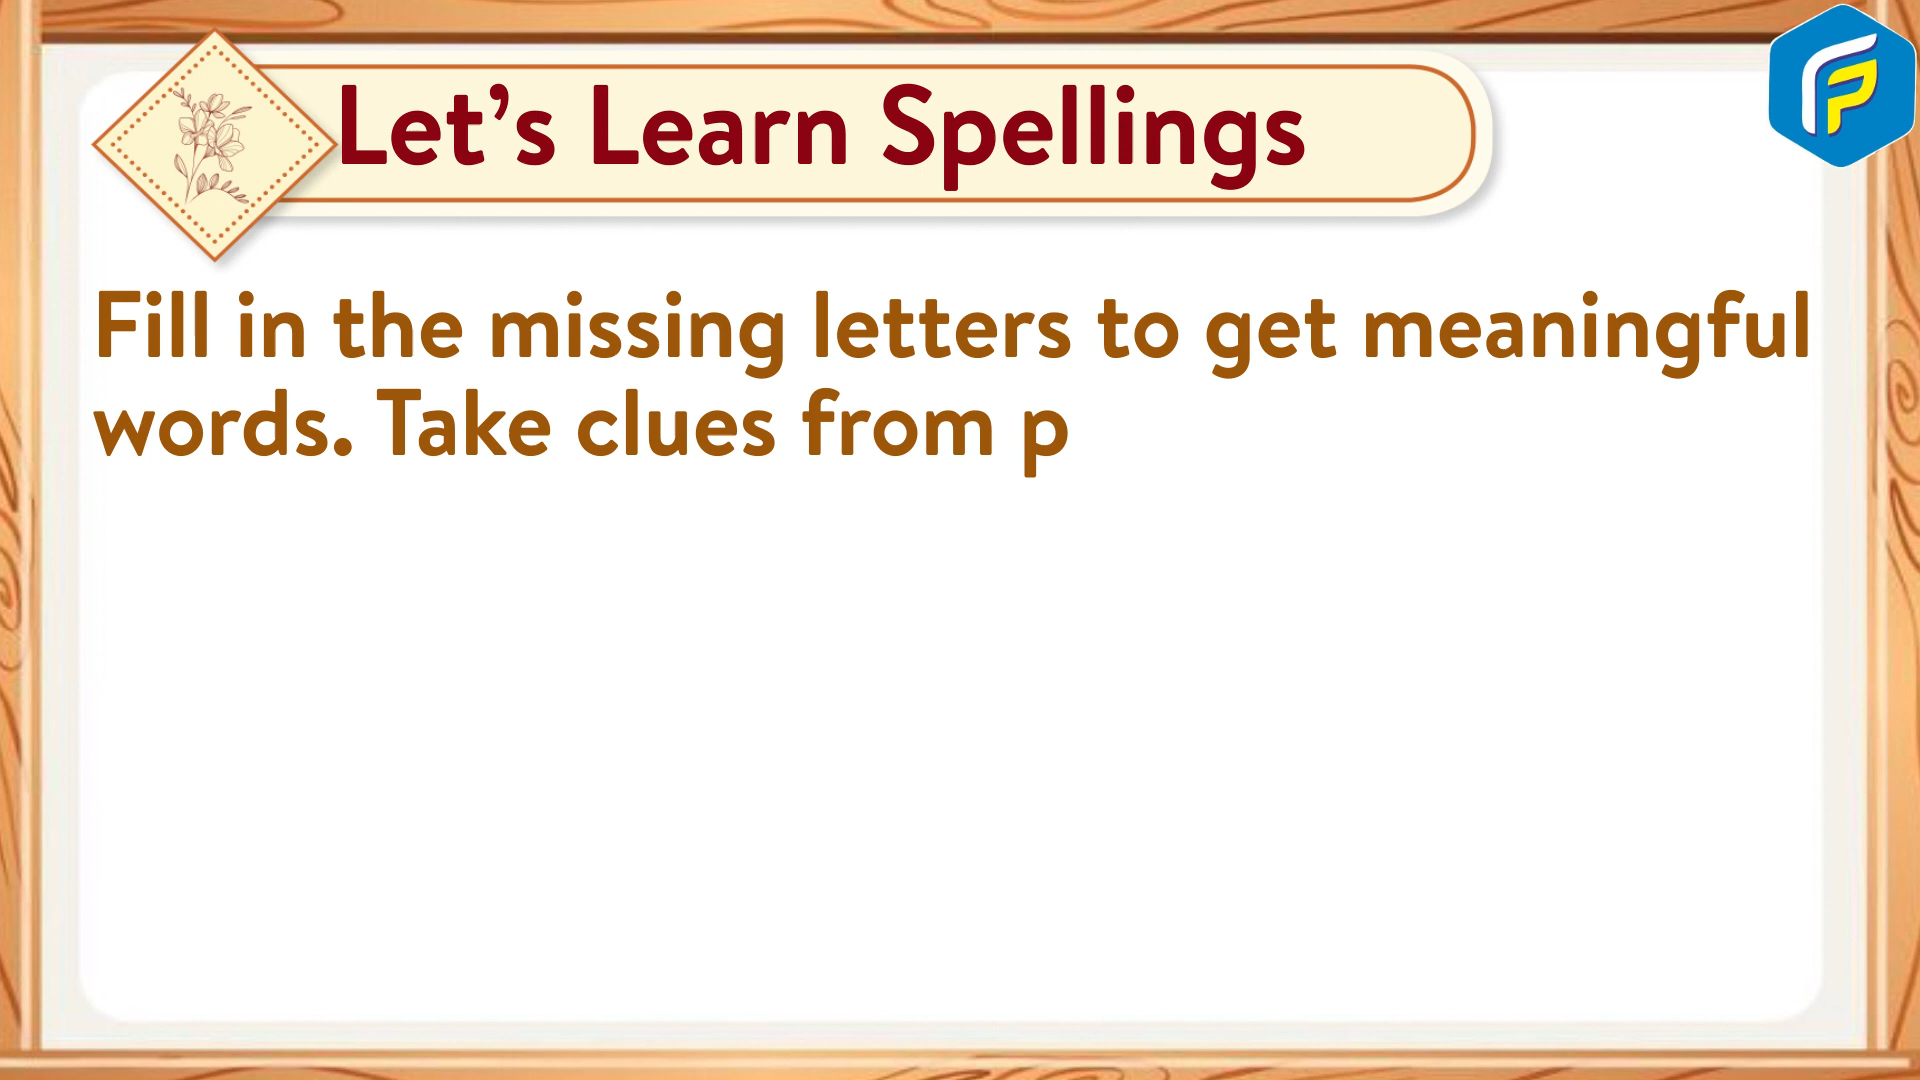 Let’s Learn Spellings
Fill in the missing letters to get meaningful
words. Take clues from p